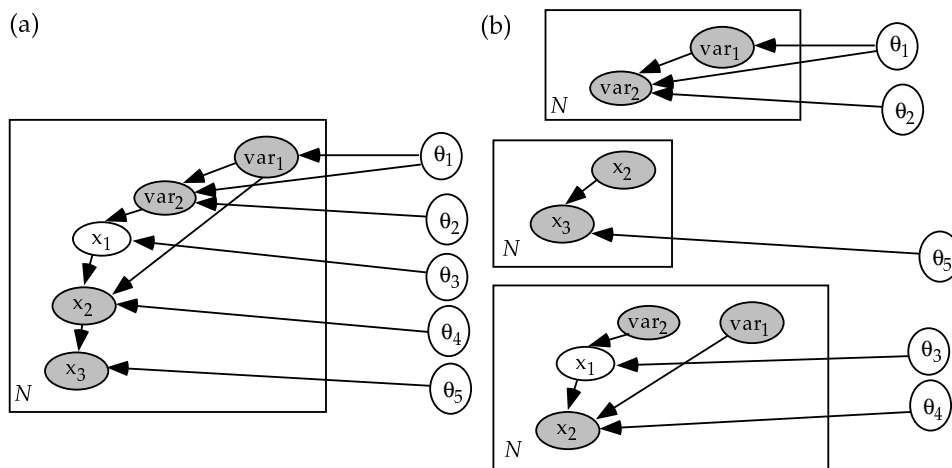 (a)
var₁
θ₁
var₂
θ₂
x₁
θ₃
x₂
θ₄
x₃
θ₅
N
(b)
var₁
θ₁
var₂
N
θ₂
x₂
x₃
N
θ₅
var₂
var₁
x₁
θ₃
x₂
θ₄
N